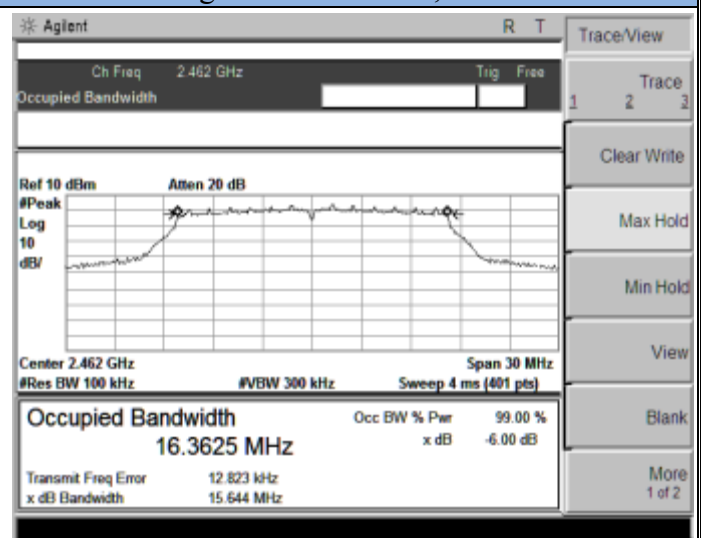 Agilent R T
Ch Freq 2.462 GHz Trig Free
Occupied Bandwidth
Ref 10 dBm Atten 20 dB
#Peak
Log
10
dB/
Center 2.462 GHz Span 30 MHz
#Res BW 100 kHz #VBW 300 kHz Sweep 4 ms (401 pts)
Occupied Bandwidth Occ BW % Pwr 99.00 %
16.3625 MHz x dB -6.00 dB
Transmit Freq Error 12.823 kHz
x dB Bandwidth 15.644 MHz
Trace/View
Trace
1 2 3
Clear Write
Max Hold
Min Hold
View
Blank
More
1 of 2